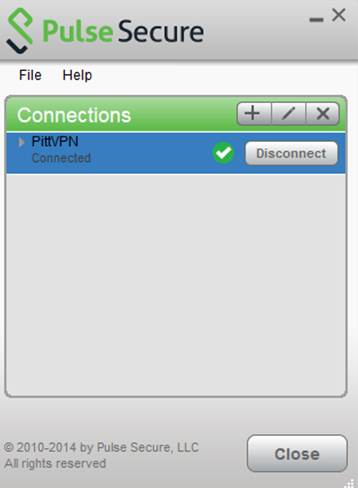 Pulse Secure
File Help
Connections
PittVPN
Connected
Disconnect
© 2010-2014 by Pulse Secure, LLC
All rights reserved
Close